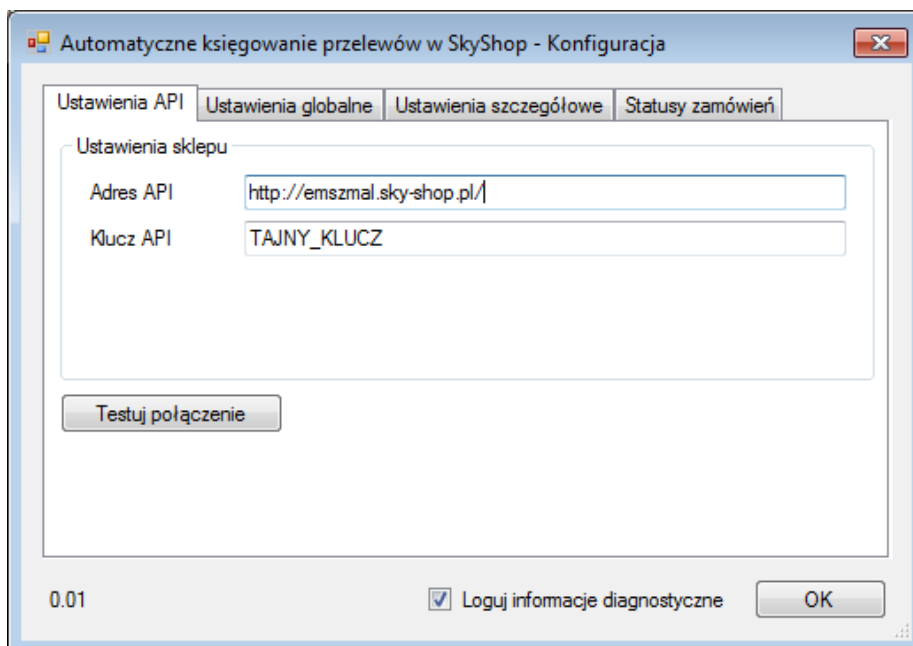 Automatyczne księgowanie przelewów w SkyShop - Konfiguracja
Ustawienia API Ustawienia globalne Ustawienia szczegółowe Statusy zamówień
Ustawienia sklepu
Adres API http://emszmal.sky-shop.pl/
Klucz API TAJNY_KLUCZ
Testuj połączenie
0.01 Loguj informacje diagnostyczne OK